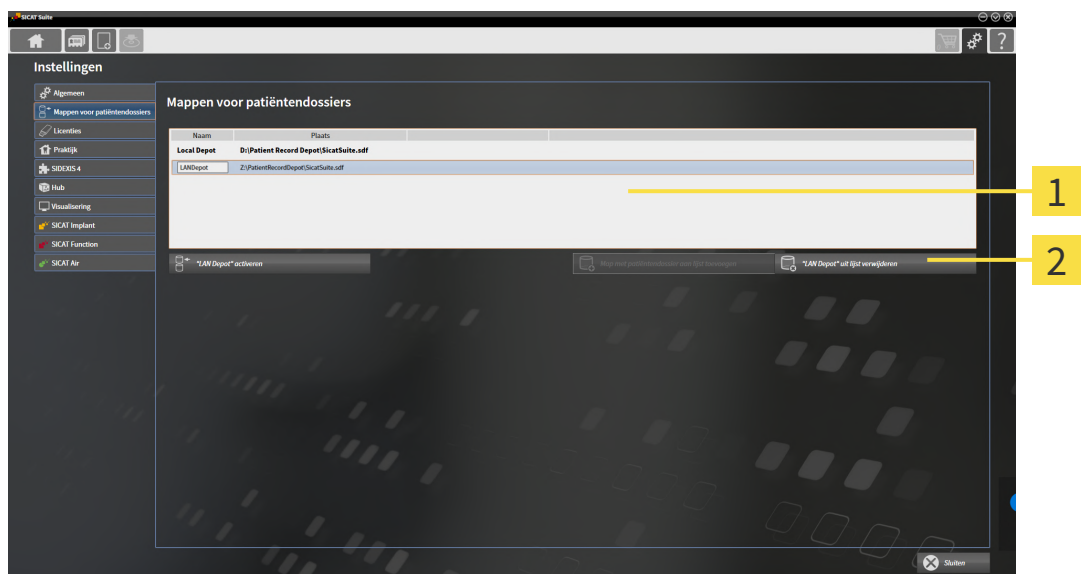 SICAT Suite
?
Instellingen
Algemeen
Mappen voor patiëntendossiers
Licenties
Praktijk
SIDEXIS 4
Hub
Visualisering
SICAT Implant
SICAT Function
SICAT Air
Mappen voor patiëntendossiers
Naam Plaats
Local Depot D:\Patient Record Depot\SicatSuite.sdf
LANDepot Z:\PatientRecordDepot\SicatSuite.sdf
"LAN Depot" activeren
Map met patiëntendossier aan lijst toevoegen
"LAN Depot" uit lijst verwijderen
Sluiten
1
2